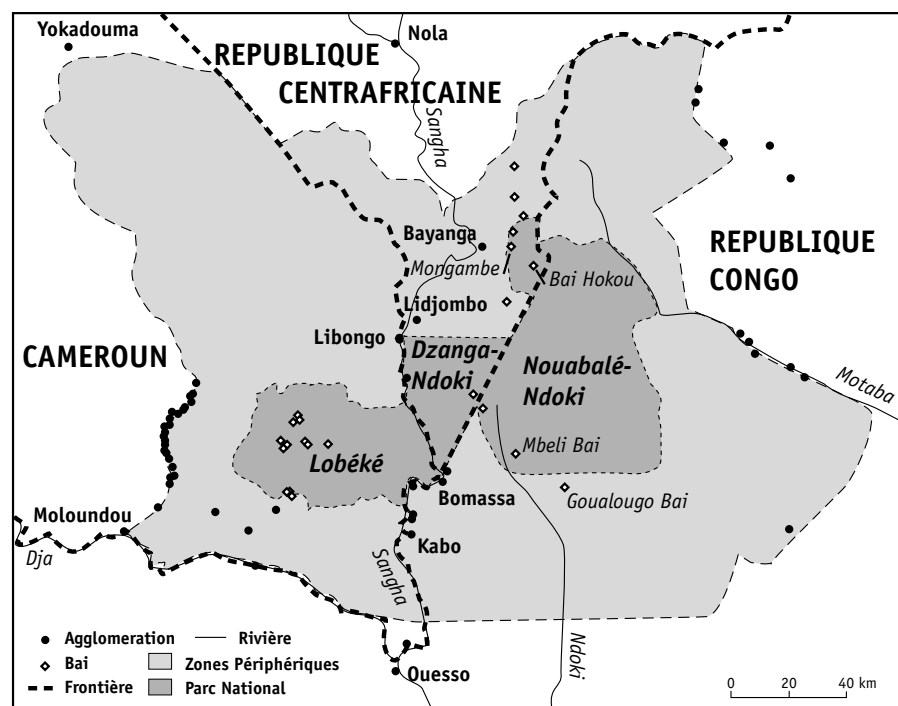 Yokadouma
Nola
REPUBLIQUE
CENTRAFRICAINE
Sangha
Bayanga
Mongambe
Bai Hokou
REPUBLIQUE
CONGO
Lidjombo
Libongo
CAMEROUN
Dzanga-
Ndoki
Nouabalé-
Ndoki
Motaba
Mbeli Bai
Lobéké
Bomassa
Goualougo Bai
Moloundou
Dja
Kabo
Sangha
Ndoki
Ouesso
Agglomeration
Rivière
Bai
Zones Périphériques
Frontière
Parc National
0 20 40 km